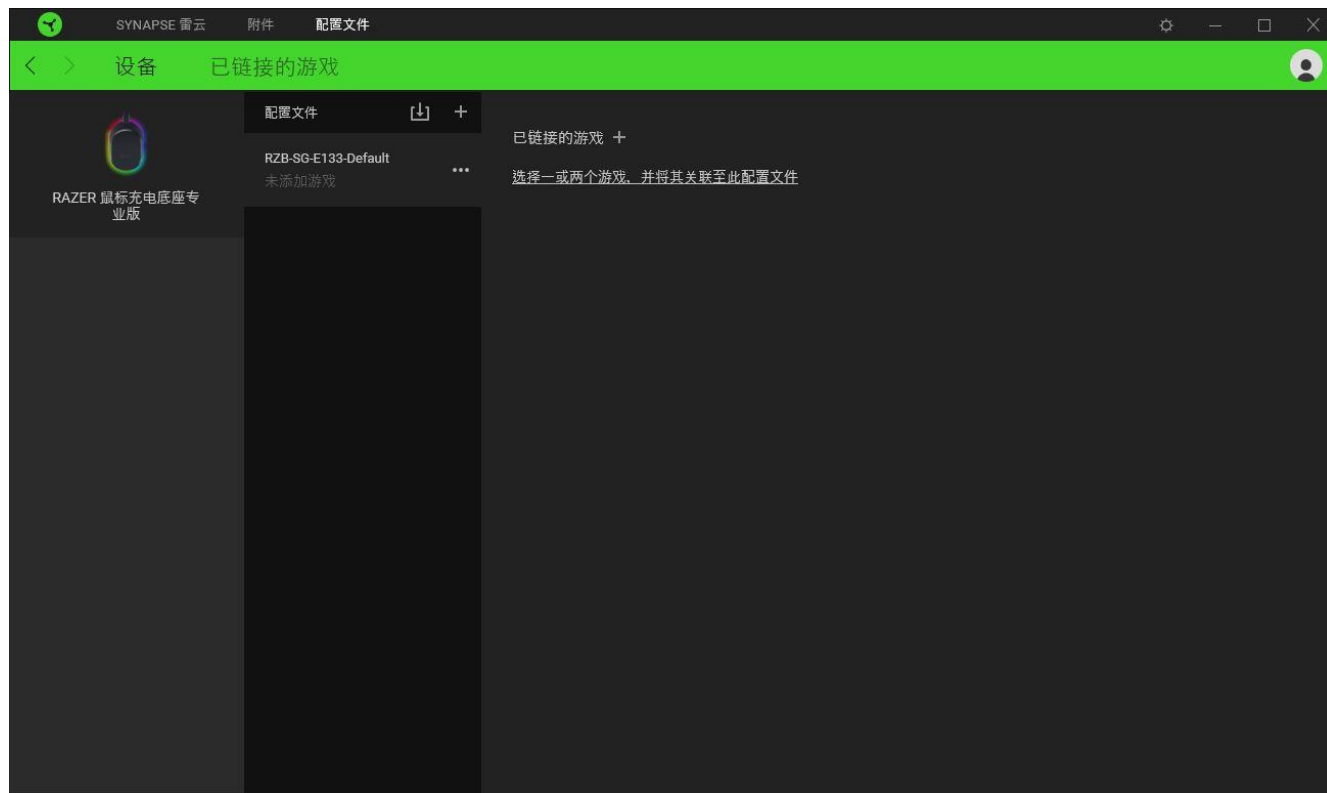 SYNAPSE 雷云 附件 配置文件
设备 已链接的游戏
配置文件
RZB-SG-E133-Default
未添加游戏
RAZER 鼠标充电底座专
业版
已链接的游戏 +
选择一或两个游戏，并将其关联至此配置文件